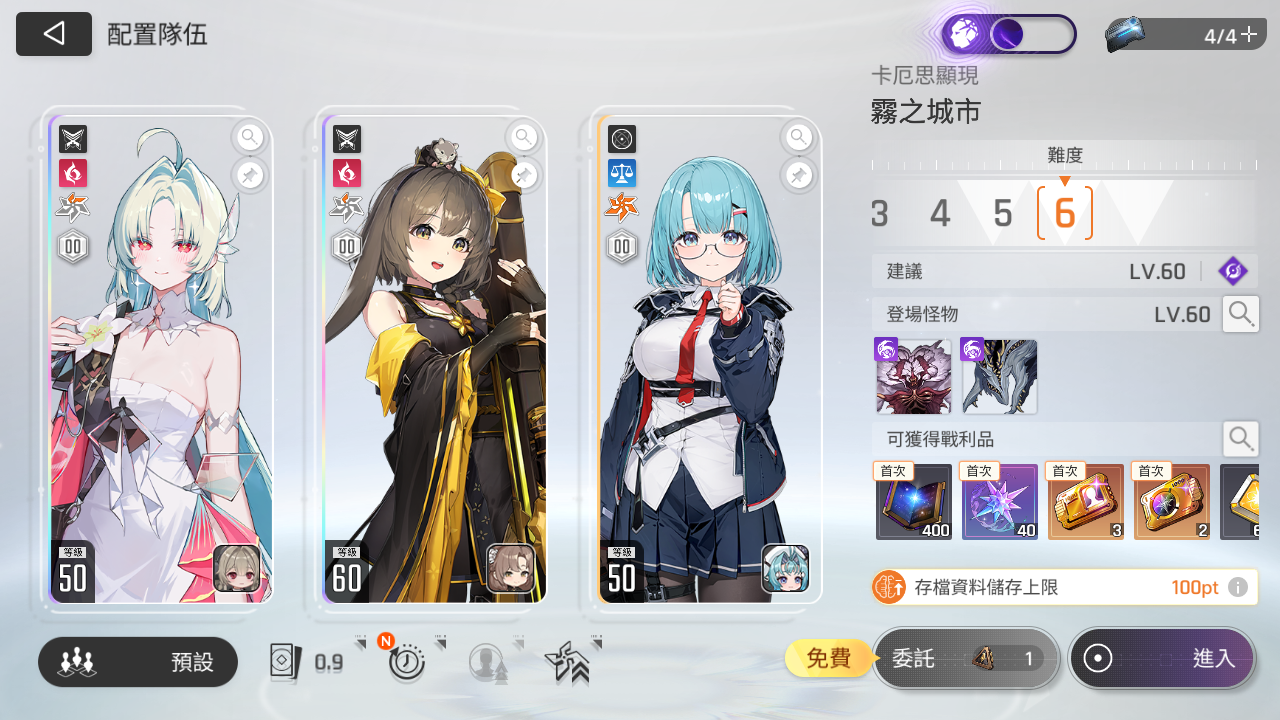 配置隊伍
4/4
卡厄思顯現
霧之城市
難度
3
4
5
6
建議
LV.60
登場怪物
LV.60
可獲得戰利品
首次
首次
首次
首次
400
40
3
2
6
存檔資料儲存上限
100pt
00
等級
50
00
等級
60
00
等級
50
預設
0.9
N
免費
委託
1
進入